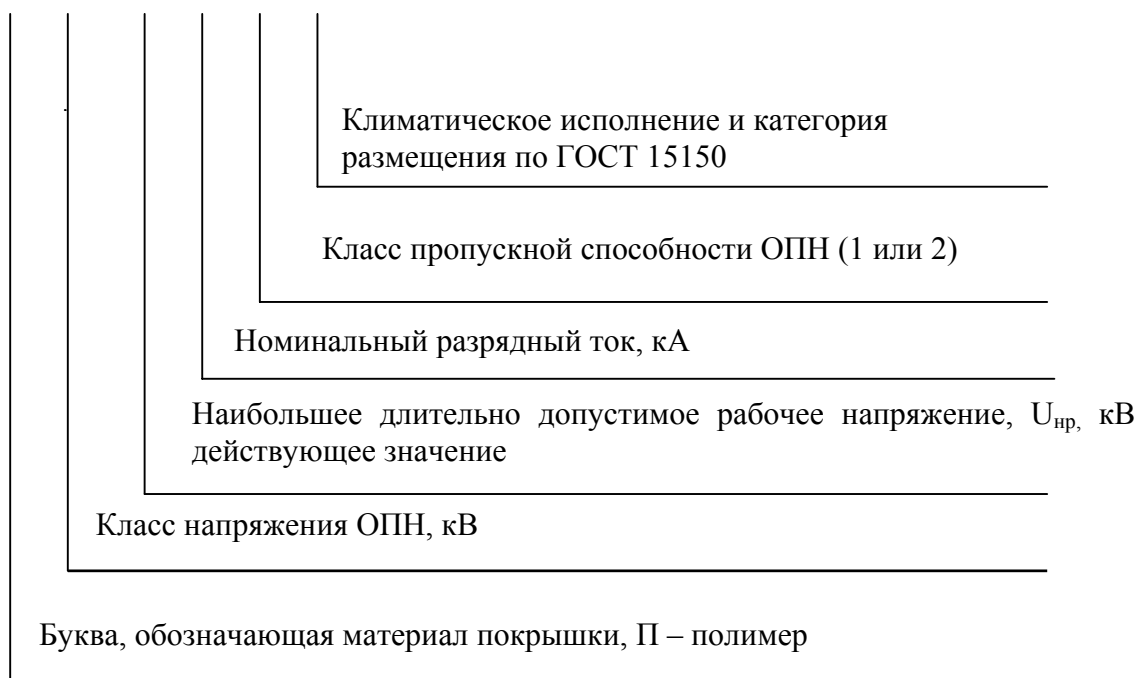 Климатическое исполнение и категория
размещения по ГОСТ 15150
Класс пропускной способности ОПН (1 или 2)
Номинальный разрядный ток, кА
Наибольшее длительно допустимое рабочее напряжение, Uнр, кВ
действующее значение
Класс напряжения ОПН, кВ
Буква, обозначающая материал покрышки, П – полимер